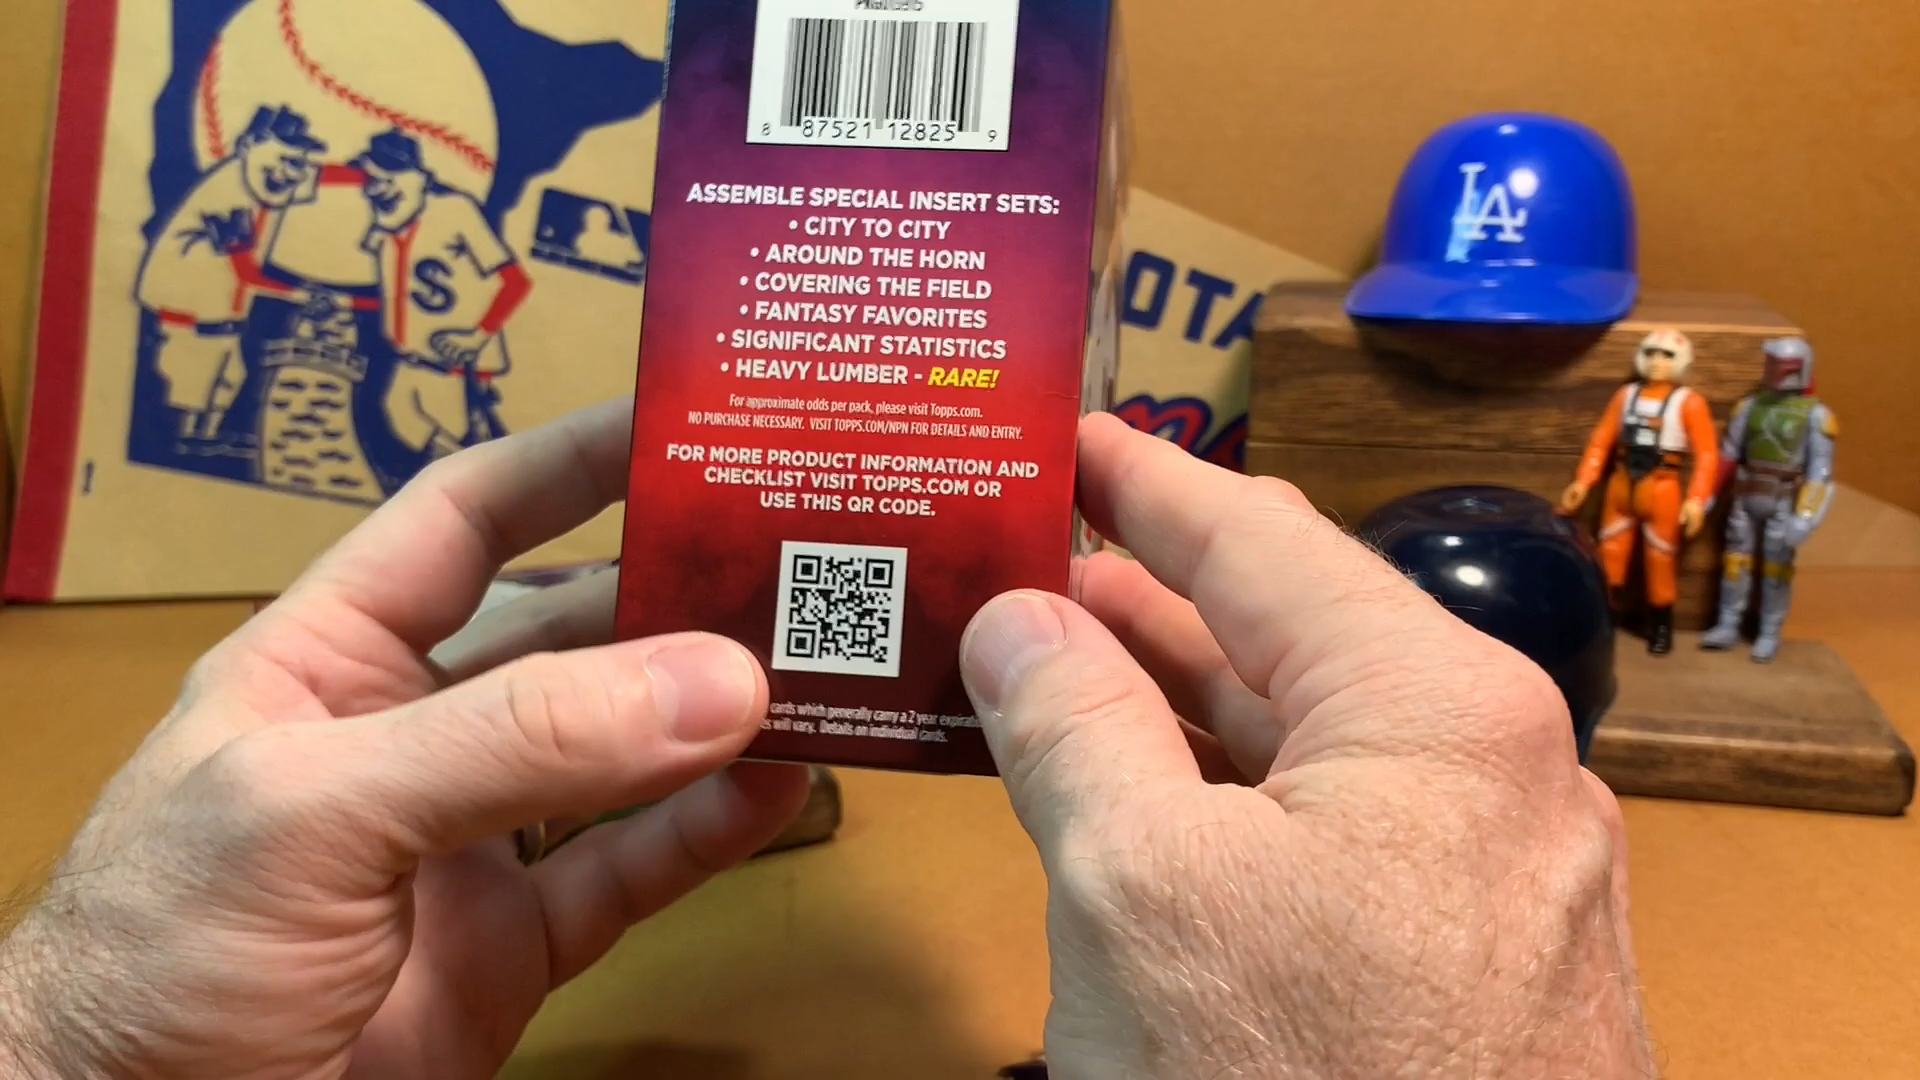 8 87521 12825 9
ASSEMBLE SPECIAL INSERT SETS:
• CITY TO CITY
• AROUND THE HORN
• COVERING THE FIELD
• FANTASY FAVORITES
• SIGNIFICANT STATISTICS
• HEAVY LUMBER - RARE!
For approximate odds per pack, please visit Topps.com.
NO PURCHASE NECESSARY. VISIT TOPPS.COM/NPN FOR DETAILS AND ENTRY.
FOR MORE PRODUCT INFORMATION AND
CHECKLIST VISIT TOPPS.COM OR
USE THIS QR CODE.
cards which generally carry a 2 year
will vary. Details on individual cards.
LA
M
S
OTA